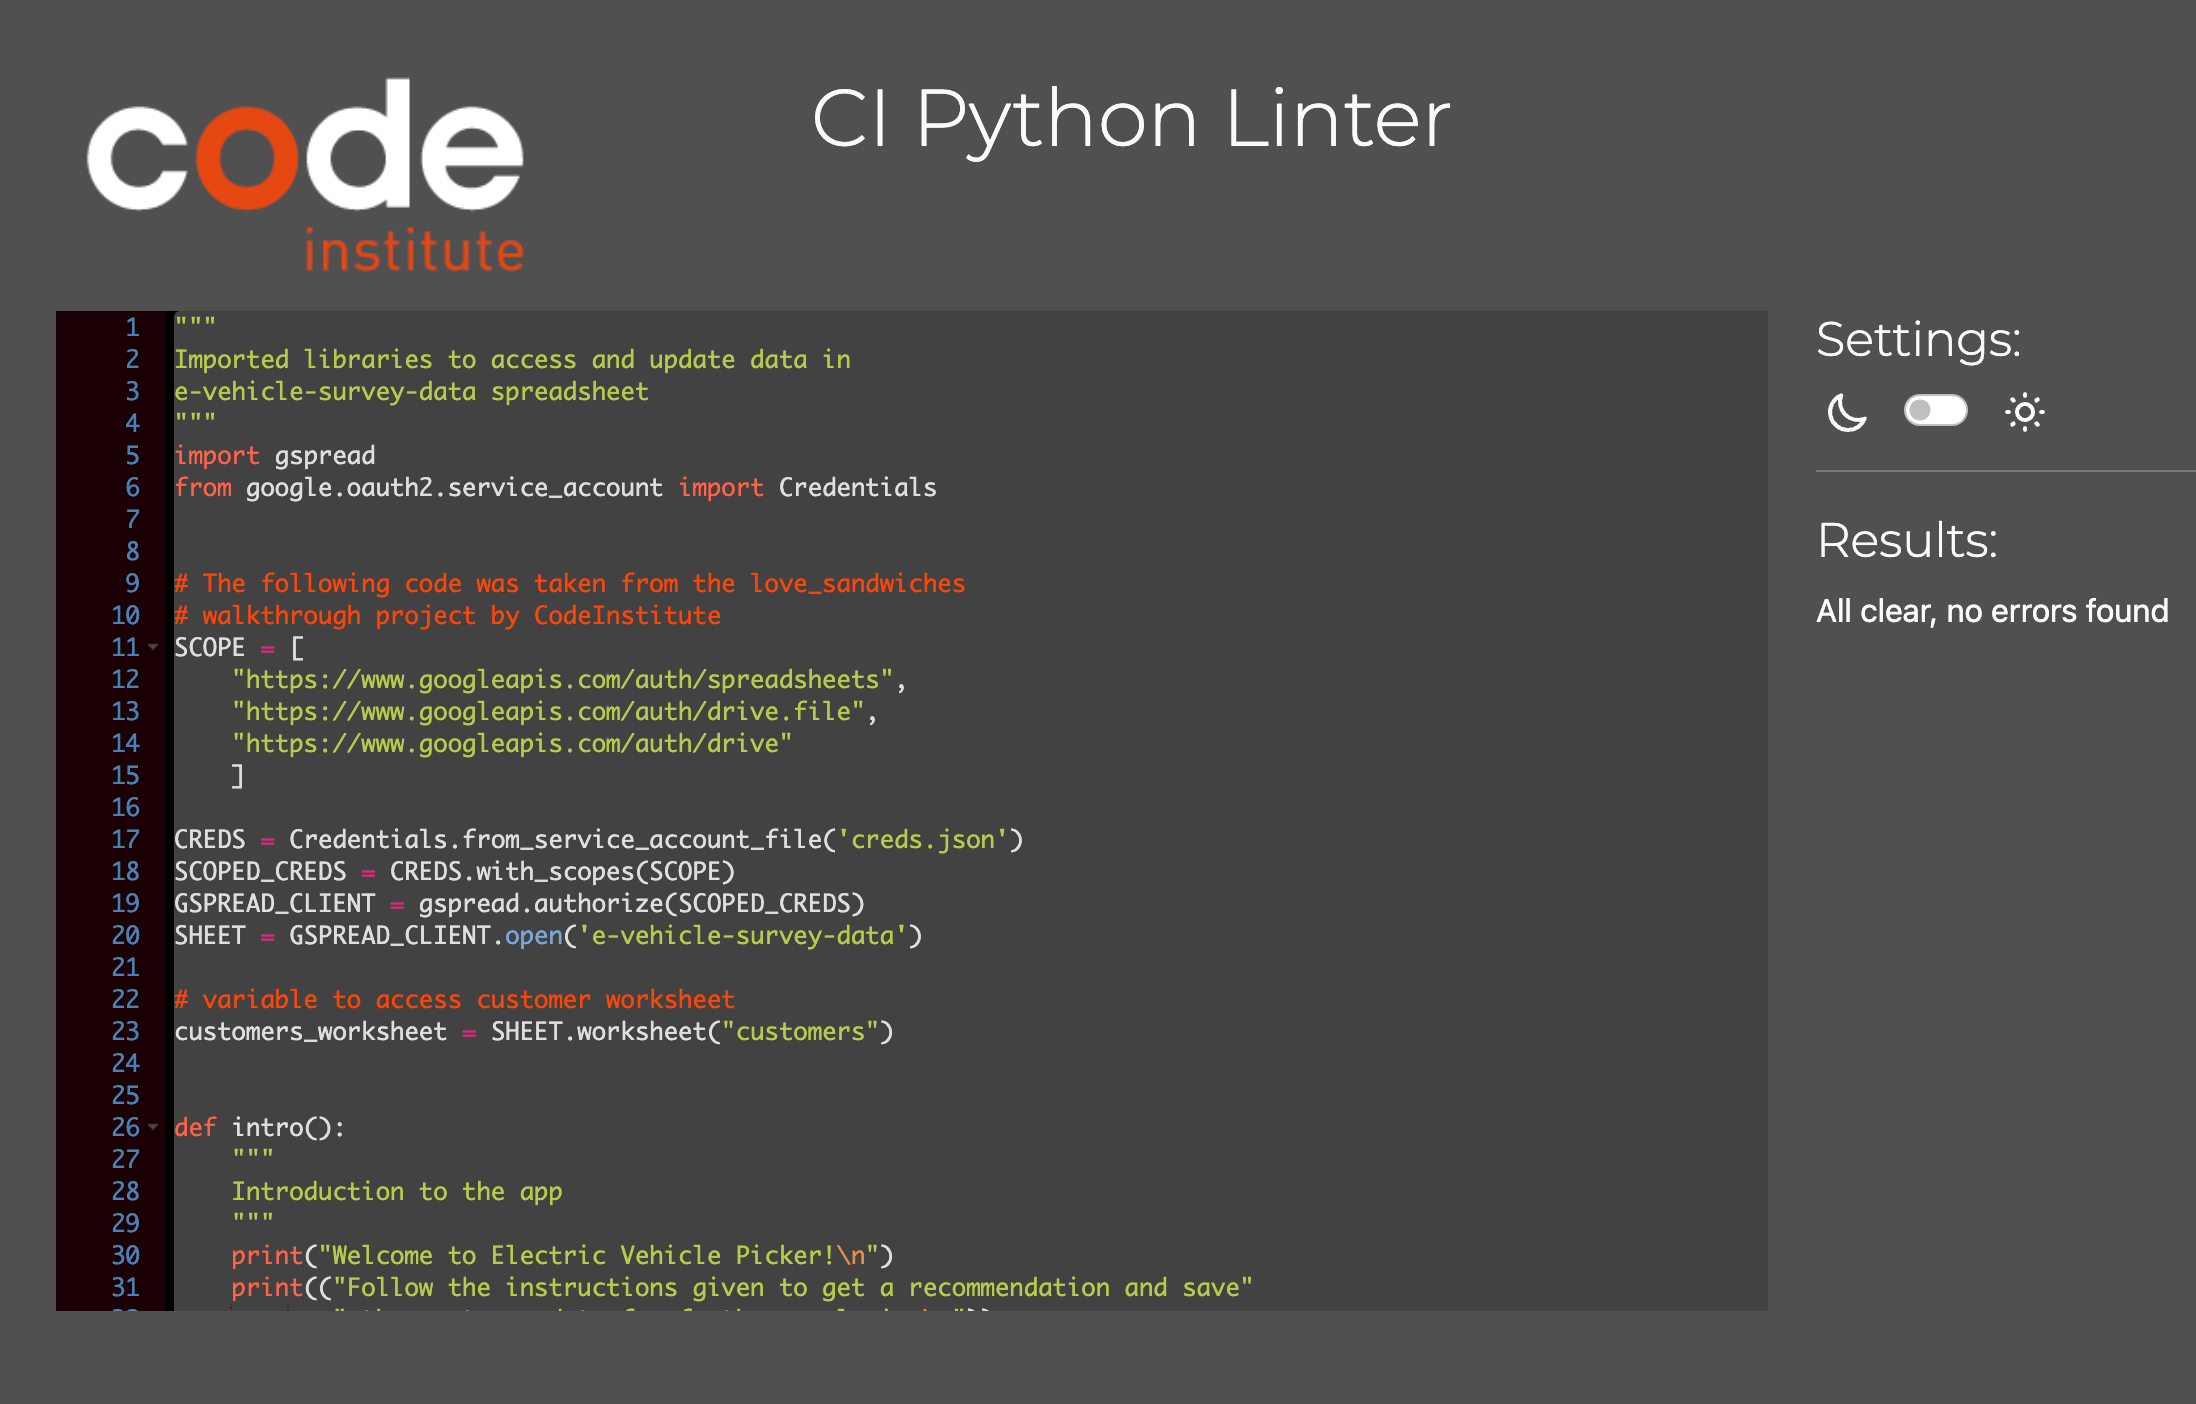 code
institute
CI Python Linter
1 """
2 Imported libraries to access and update data in
3 e-vehicle-survey-data spreadsheet
4 """
5 import gspread
6 from google.oauth2.service_account import Credentials
7
8
9 # The following code was taken from the love_sandwiches
10 # walkthrough project by CodeInstitute
11 SCOPE = [
12     "https://www.googleapis.com/auth/spreadsheets",
13     "https://www.googleapis.com/auth/drive.file",
14     "https://www.googleapis.com/auth/drive"
15     ]
16
17 CREDS = Credentials.from_service_account_file('creds.json')
18 SCOPED_CREDS = CREDS.with_scopes(SCOPE)
19 GSPREAD_CLIENT = gspread.authorize(SCOPED_CREDS)
20 SHEET = GSPREAD_CLIENT.open('e-vehicle-survey-data')
21
22 # variable to access customer worksheet
23 customers_worksheet = SHEET.worksheet("customers")
24
25
26 def intro():
27     """
28     Introduction to the app
29     """
30     print("Welcome to Electric Vehicle Picker!\n")
31     print(("Follow the instructions given to get a recommendation and save"
Settings:
Results:
All clear, no errors found